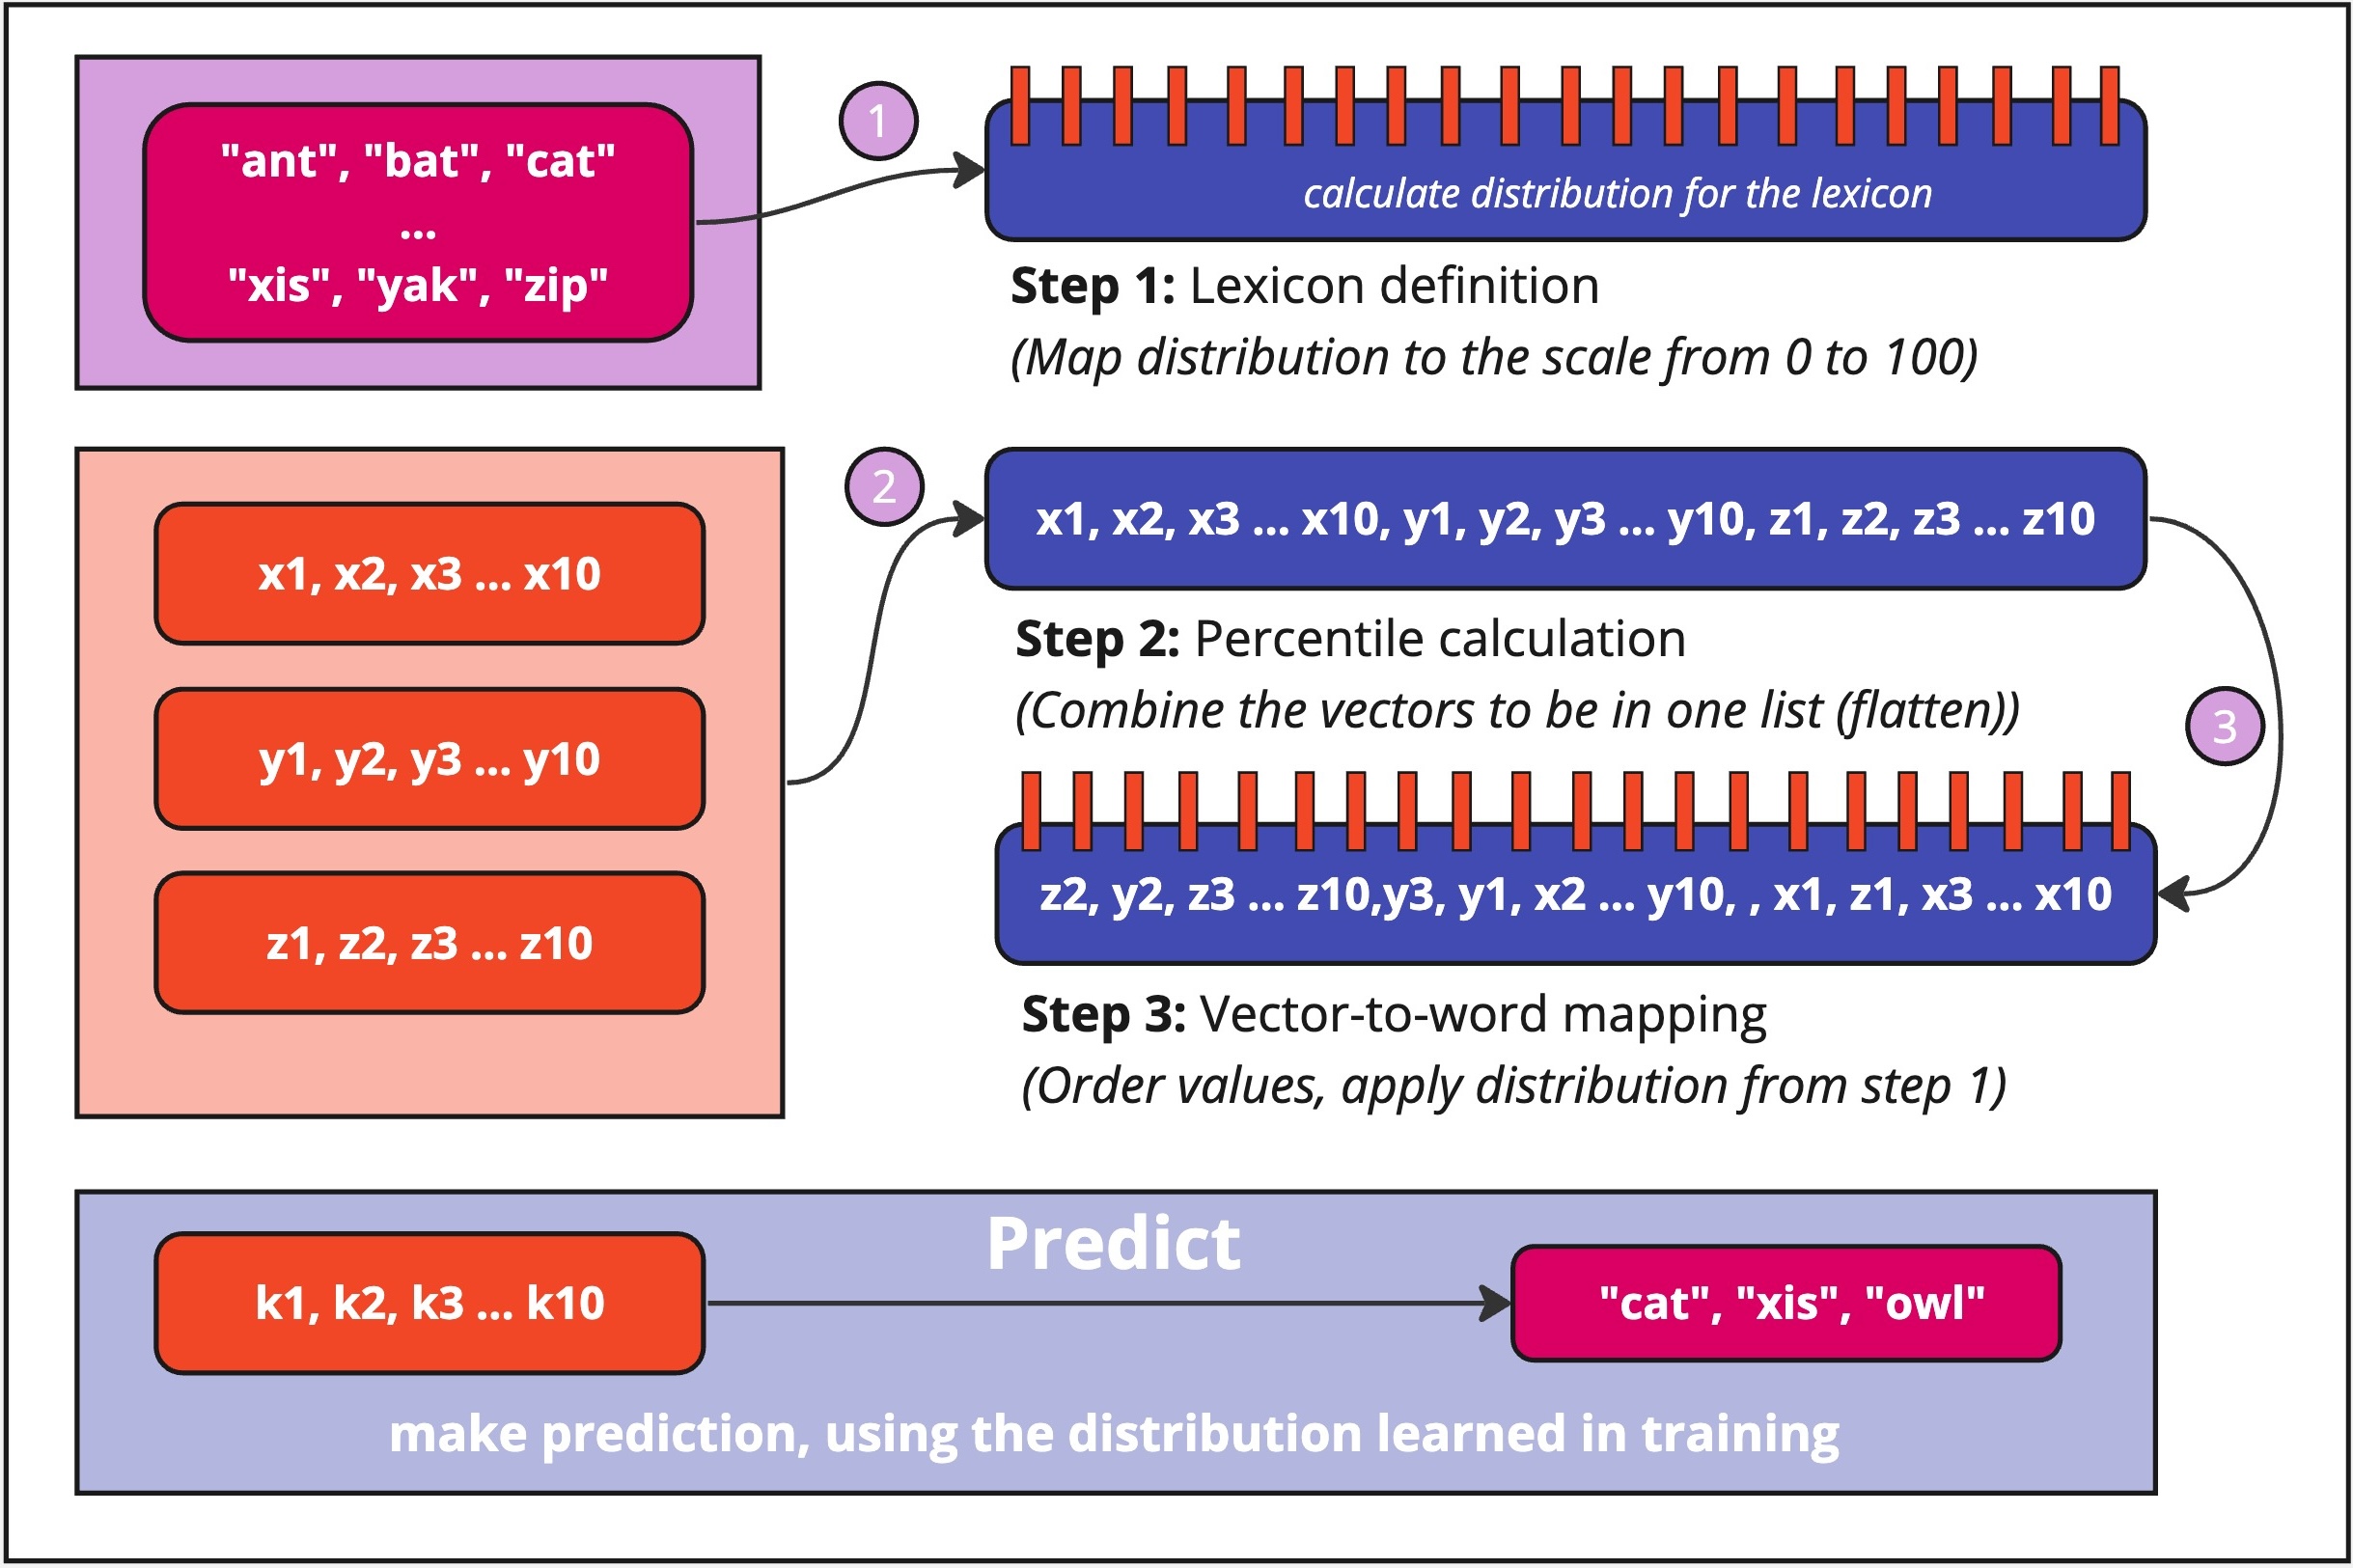 "ant", "bat", "cat"
...
"xis", "yak", "zip"
1
calculate distribution for the lexicon
Step 1: Lexicon definition
(Map distribution to the scale from 0 to 100)
x1, x2, x3 ... x10
y1, y2, y3 ... y10
z1, z2, z3 ... z10
2
x1, x2, x3 ... x10, y1, y2, y3 ... y10, z1, z2, z3 ... z10
Step 2: Percentile calculation
(Combine the vectors to be in one list (flatten))
3
z2, y2, z3 ... z10,y3, y1, x2 ... y10, , x1, z1, x3 ... x10
Step 3: Vector-to-word mapping
(Order values, apply distribution from step 1)
Predict
k1, k2, k3 ... k10
"cat", "xis", "owl"
make prediction, using the distribution learned in training